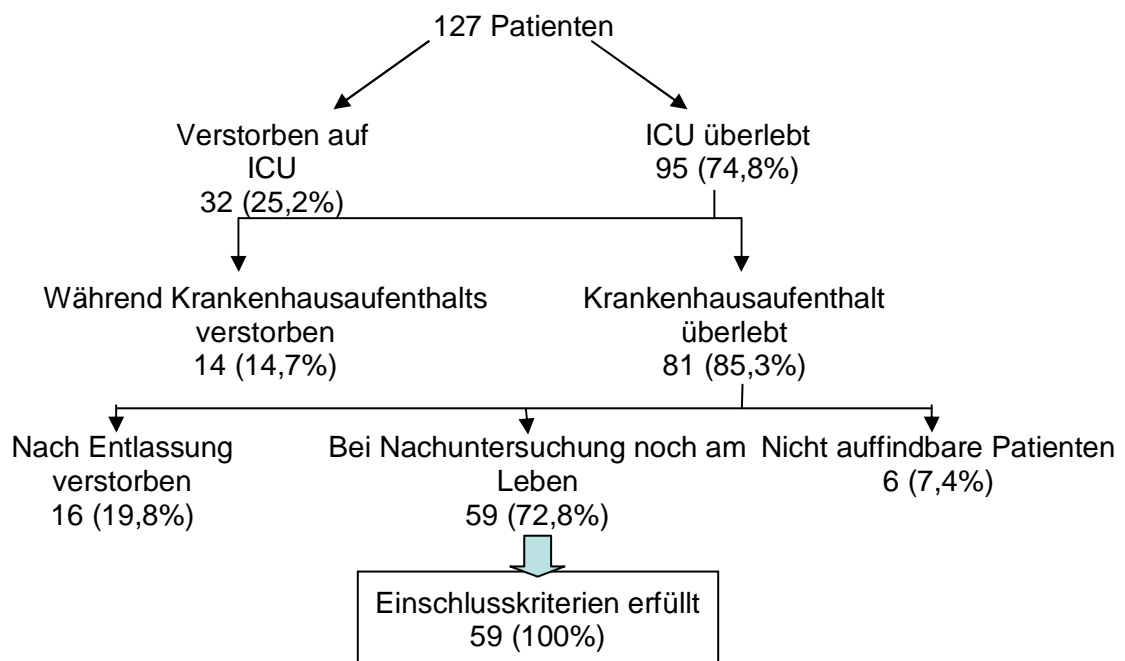 127 Patienten
Verstorben auf
ICU
32 (25,2%)
ICU überlebt
95 (74,8%)
Während Krankenhausaufenthalts
verstorben
14 (14,7%)
Krankenhausaufenthalt
überlebt
81 (85,3%)
Nach Entlassung
verstorben
16 (19,8%)
Bei Nachuntersuchung noch am
Leben
59 (72,8%)
Nicht auffindbare Patienten
6 (7,4%)
Einschlusskriterien erfüllt
59 (100%)